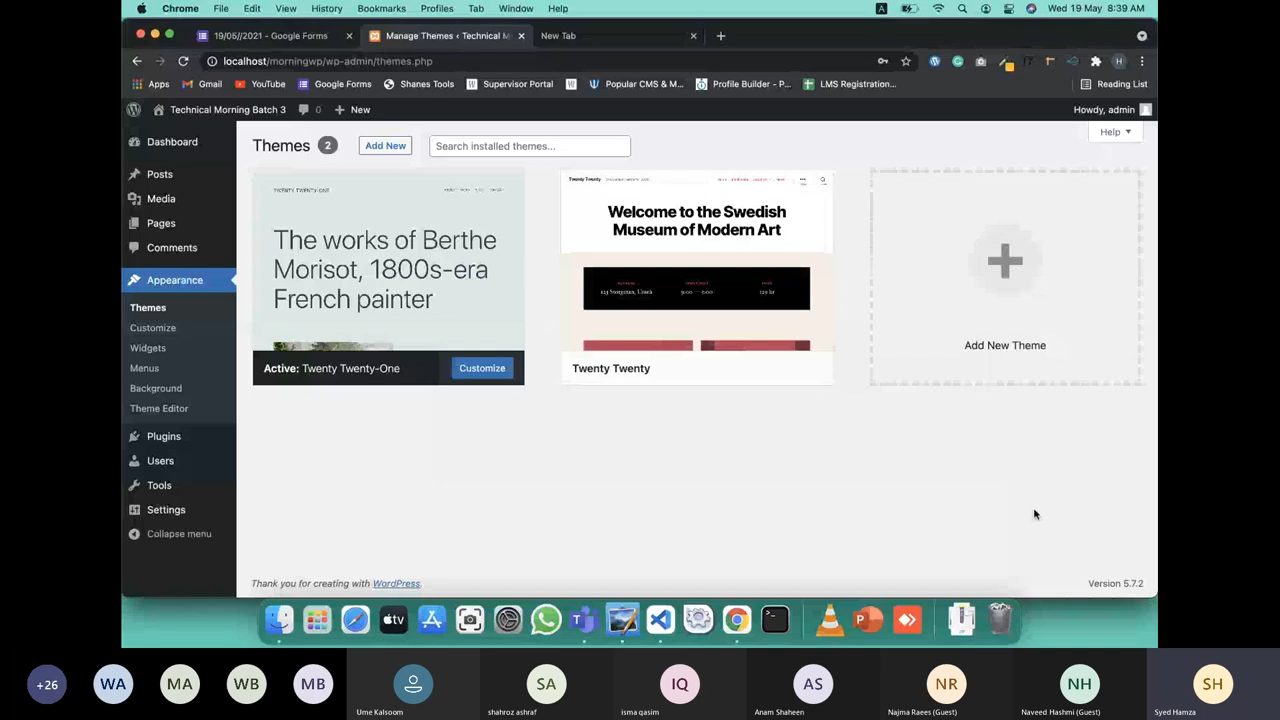 Chrome File Edit View History Bookmarks Profiles Tab Window Help A Wed 19 May 8:39 AM
19/05//2021 - Google Forms Manage Themes ‹ Technical M New Tab
localhost/morningwp/wp-admin/themes.php
Apps Gmail YouTube Google Forms Shanes Tools Supervisor Portal Popular CMS & M... Profile Builder - P... LMS Registration... Reading List
Technical Morning Batch 3 0 New Howdy, admin
Help
Themes 2 Add New Search installed themes...
Dashboard
Posts
Media
Pages
Comments
Appearance
Themes
Customize
Widgets
Menus
Background
Theme Editor
Plugins
Users
Tools
Settings
Collapse menu
TWENTY TWENTY-ONE
The works of Berthe
Morisot, 1800s-era
French painter
Active: Twenty Twenty-One Customize
Twenty Twenty
Welcome to the Swedish
Museum of Modern Art
Twenty Twenty
Add New Theme
Thank you for creating with WordPress. Version 5.7.2
tv
P
+26 WA MA WB MB SA IQ AS NR NH SH
Ume Kalsoom shahroz ashraf isma qasim Anam Shaheen Najma Raees (Guest) Naveed Hashmi (Guest) Syed Hamza